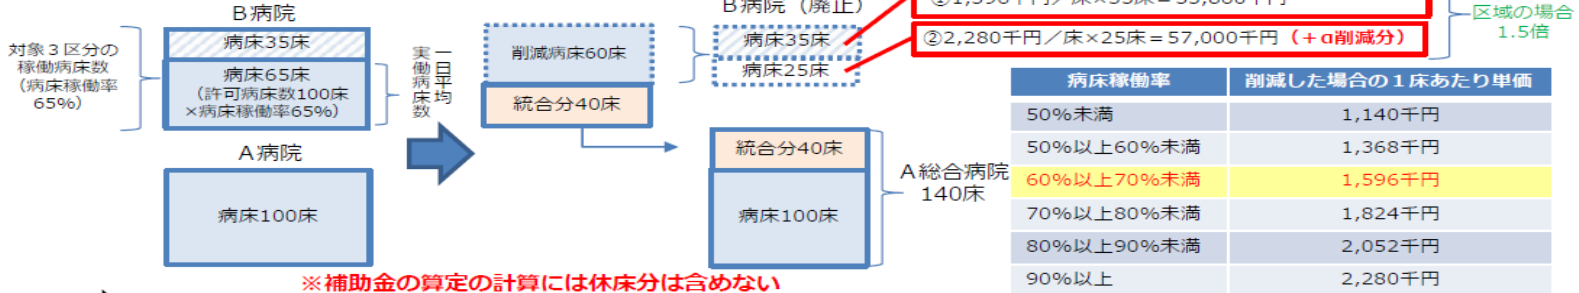 B病院
病床35床
病床65床
(許可病床数100床
×病床稼働率65%)
対象３区分の
稼働病床数
(病床稼働率
65%)
一日平均
実働病床数
A病院
病床100床
削減病床60床
統合分40床
B病院（廃止）
病床35床
病床25床
②2,280千円／床×25床＝57,000千円（＋α削減分）
区域の場合
1.5倍
統合分40床
病床100床
A総合病院
140床
病床稼働率 削減した場合の１床あたり単価
50%未満 1,140千円
50%以上60%未満 1,368千円
60%以上70%未満 1,596千円
70%以上80%未満 1,824千円
80%以上90%未満 2,052千円
90%以上 2,280千円
※補助金の算定の計算には休床分は含めない